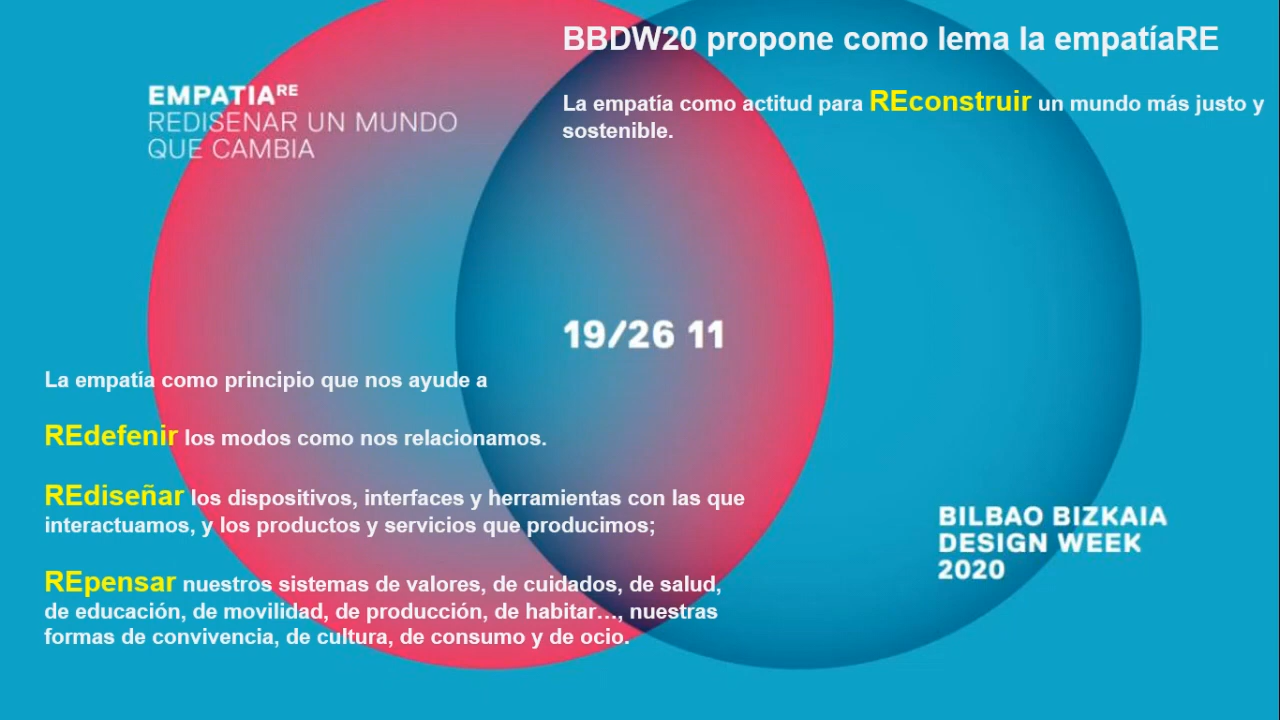 BBDW20 propone como lema la empatíaRE
La empatía como actitud para REconstruir un mundo más justo y
sostenible.
EMPATIARE
REDISENAR UN MUNDO
QUE CAMBIA
19/26 11
La empatía como principio que nos ayude a
REdefenir los modos como nos relacionamos.
REdiseñar los dispositivos, interfaces y herramientas con las que
interactuamos, y los productos y servicios que producimos;
REpensar nuestros sistemas de valores, de cuidados, de salud,
de educación, de movilidad, de producción, de habitar…, nuestras
formas de convivencia, de cultura, de consumo y de ocio.
BILBAO BIZKAIA
DESIGN WEEK
2020